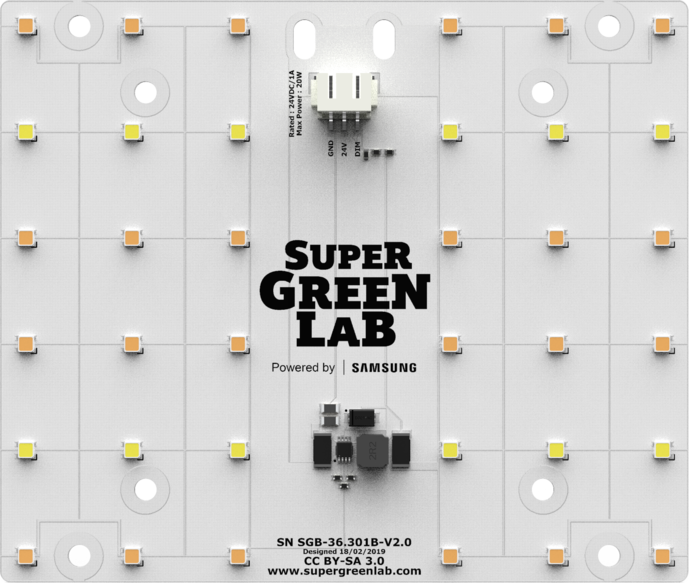 Rated : 24VDC/1A
Max Power : 20W
GND
24V
DIM
SUPER
GREEN
LAB
Powered by | SAMSUNG
2R2
SN SGB-36.301B-V2.0
Designed 18/02/2019
CC BY-SA 3.0
www.supergreenlab.com